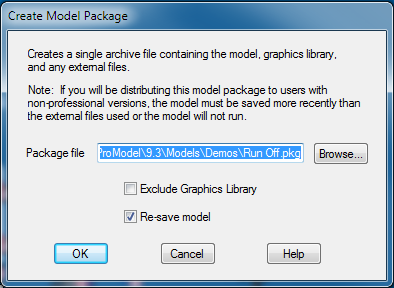 Create Model Package
Creates a single archive file containing the model, graphics library,
and any external files.
Note: If you will be distributing this model package to users with
non-professional versions, the model must be saved more recently than
the external files used or the model will not run.
Package file ProModel\9.3\Models\Demos\Run Off.pkg Browse...
Exclude Graphics Library
Re-save model
OK Cancel Help